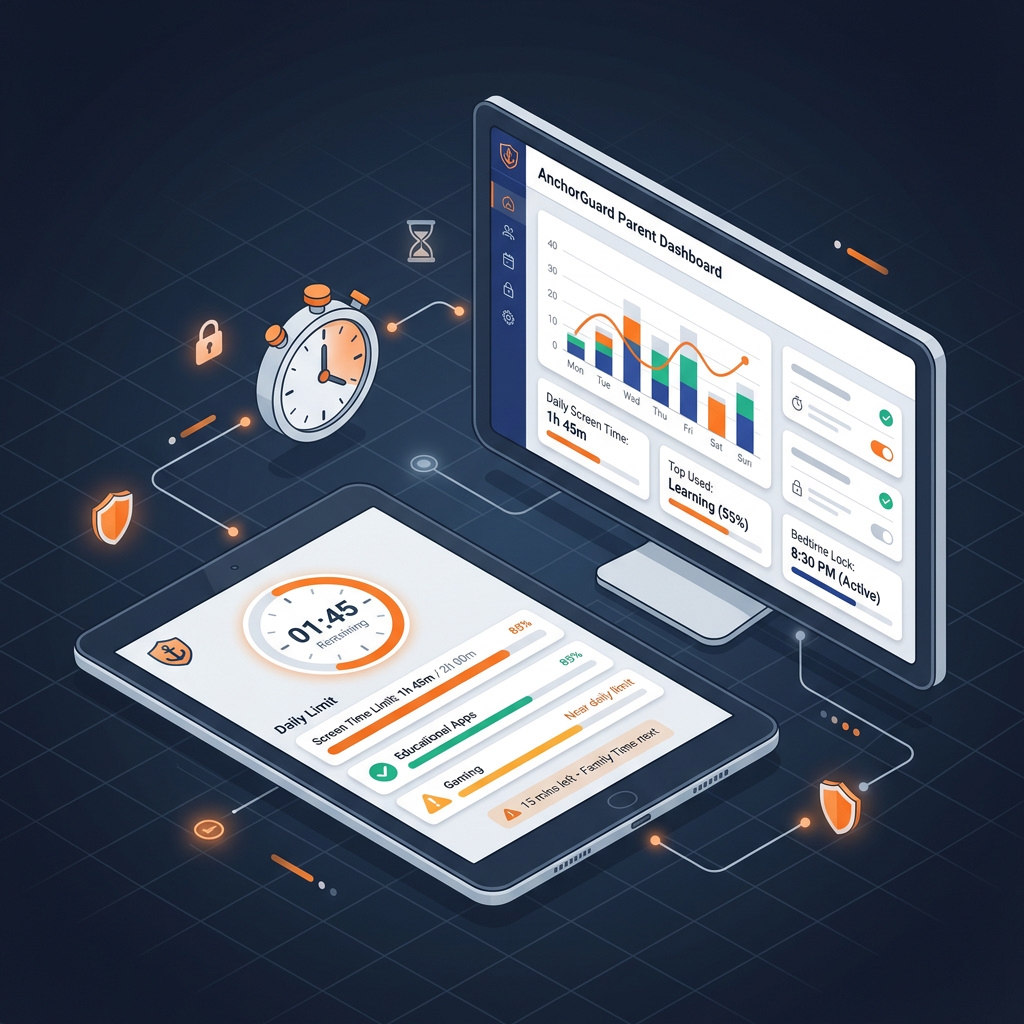 AnchorGuard Parent Dashboard
40
30
20
10
0
Mon
Tue
Wed
Thu
Fri
Sat
Sun
Daily Screen Time:
1h 45m
Top Used:
Learning (55%)
Bedtime Lock:
8:30 PM (Active)
01:45
Remaining
Daily Limit
Screen Time Limit: 1h 45m / 2h 00m
88%
Educational Apps
85%
Gaming
Near daily limit
15 mins left - Family Time next